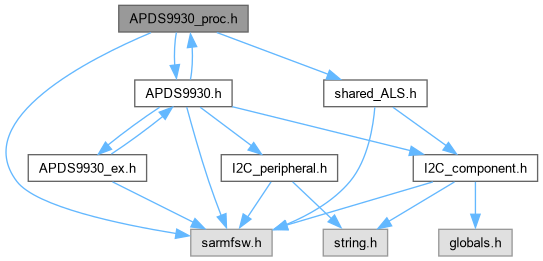 APDS9930_proc.h
APDS9930.h
shared_ALS.h
APDS9930_ex.h
I2C_peripheral.h
I2C_component.h
sarmfsw.h
string.h
globals.h